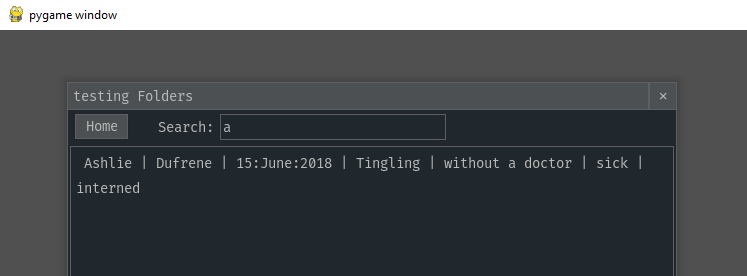 pygame window
testing Folders ×
Home Search: a
Ashlie | Dufrene | 15:June:2018 | Tingling | without a doctor | sick |
interned